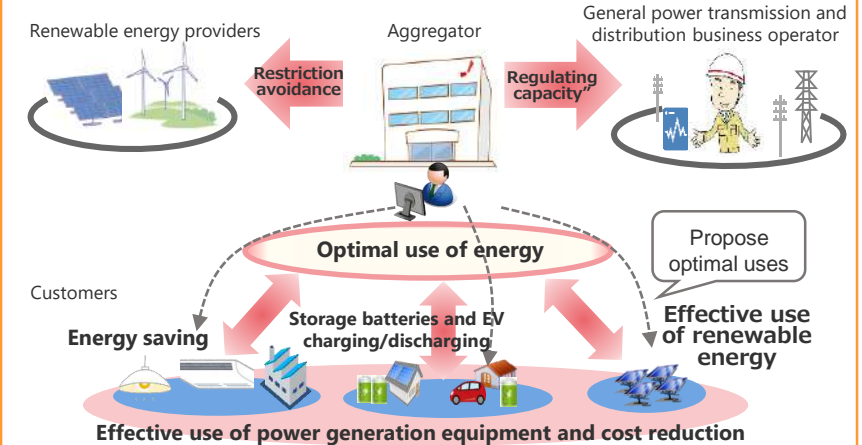 Renewable energy providers
Aggregator
General power transmission and
distribution business operator
Restriction
avoidance
Regulating
capacity”
Optimal use of energy
Propose
optimal uses
Customers
Energy saving
Storage batteries and EV
charging/discharging
Effective use
of renewable
energy
Effective use of power generation equipment and cost reduction